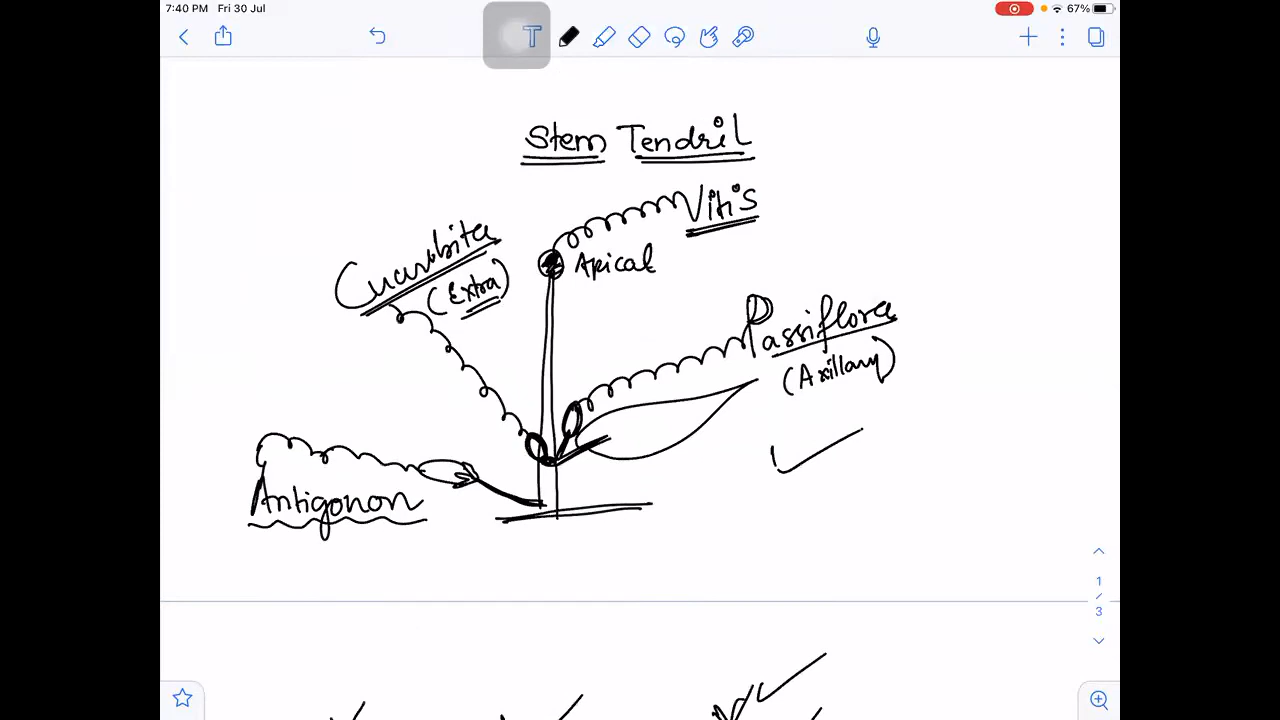 7:40 PM Fri 30 Jul
67%
T
Stem Tendril
Vitis
Apical
Cucurbita
(Extra)
Passiflora
(Axillary)
Antigonon
1
/
3